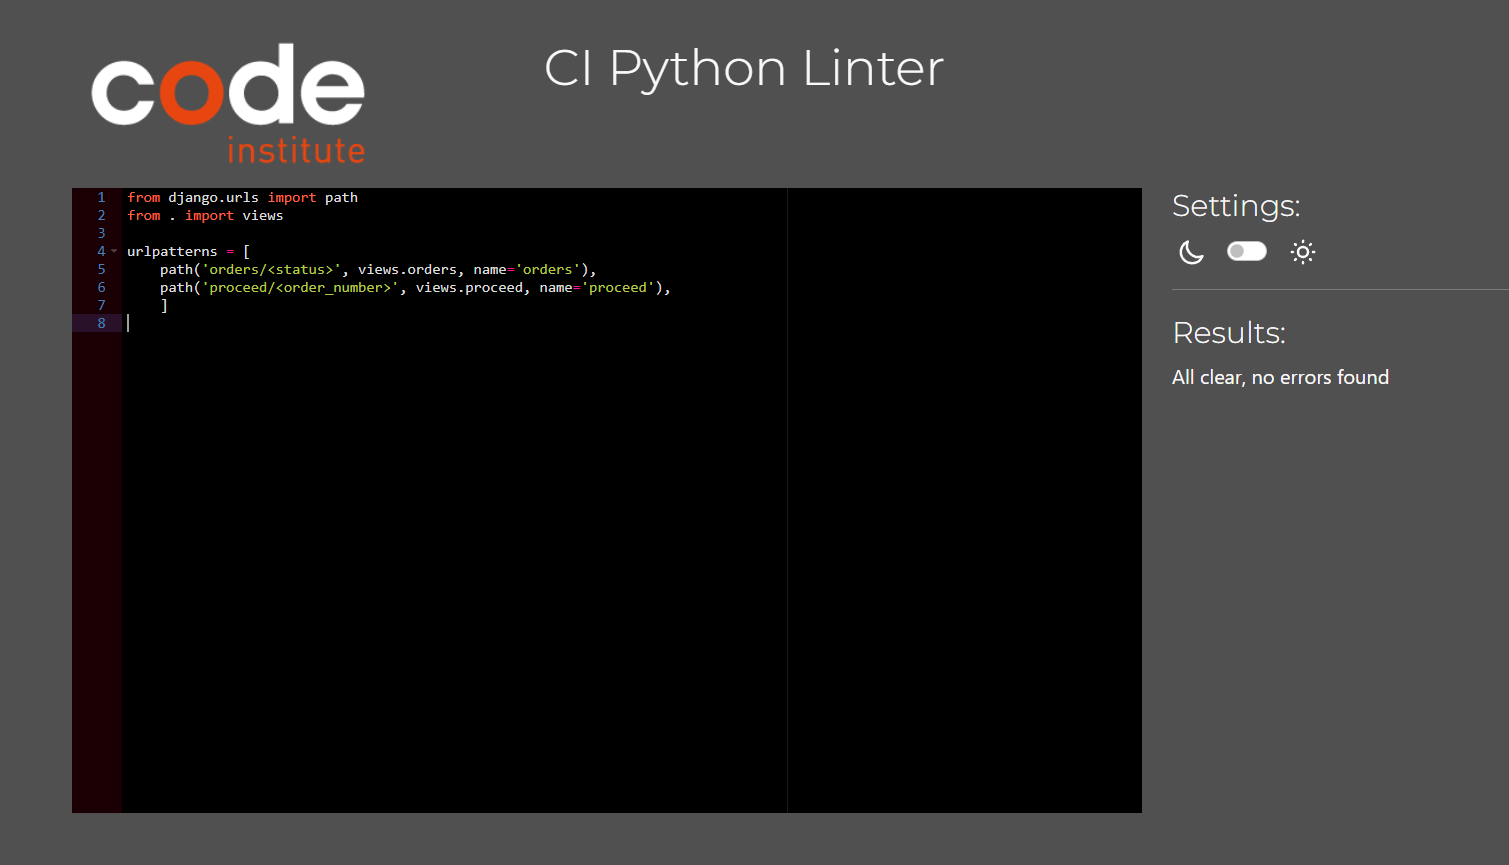 code
institute
CI Python Linter
1 from django.urls import path
2 from . import views
3
4 urlpatterns = [
5     path('orders/<status>', views.orders, name='orders'),
6     path('proceed/<order_number>', views.proceed, name='proceed'),
7     ]
8
Settings:
Results:
All clear, no errors found